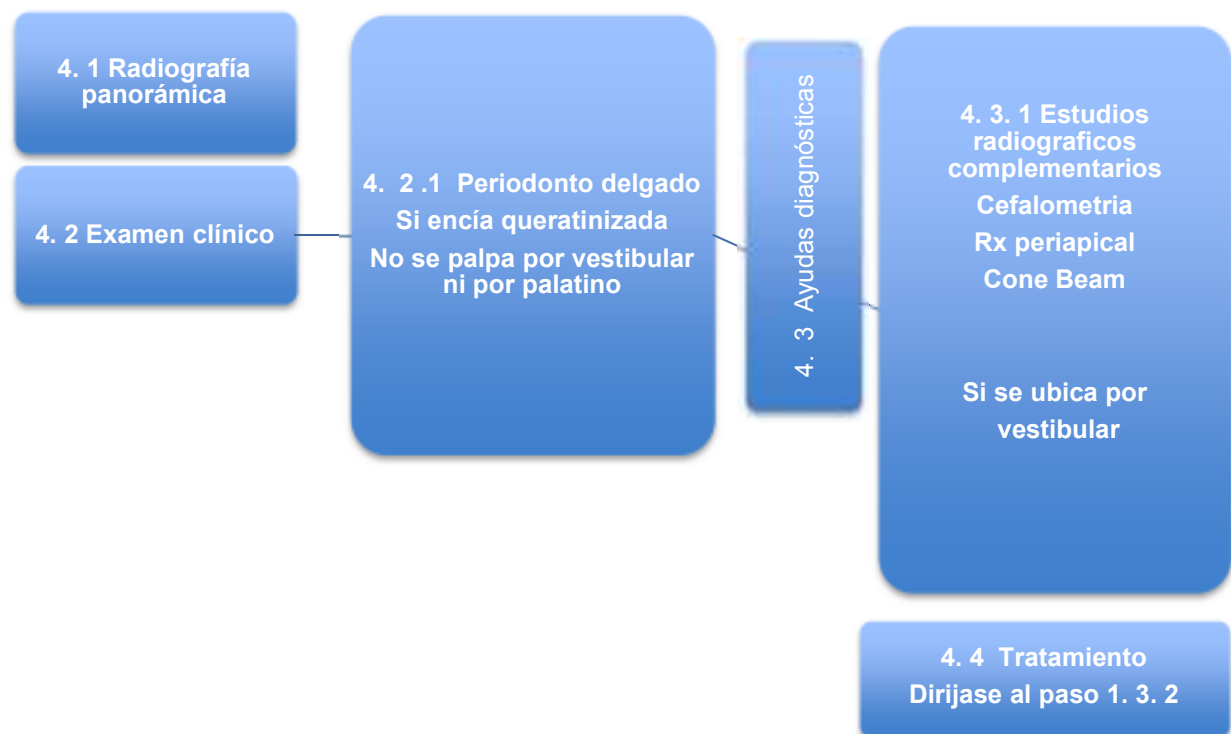 4. 1 Radiografía
panorámica
4. 2 Examen clínico
4.  2 .1  Periodonto delgado
Si encía queratinizada
No se palpa por vestibular
ni por palatino
4.  3  Ayudas diagnósticas
4. 3. 1 Estudios
radiograficos
complementarios
Cefalometria
Rx periapical
Cone Beam
Si se ubica por
vestibular
4. 4  Tratamiento
Dirijase al paso 1. 3. 2